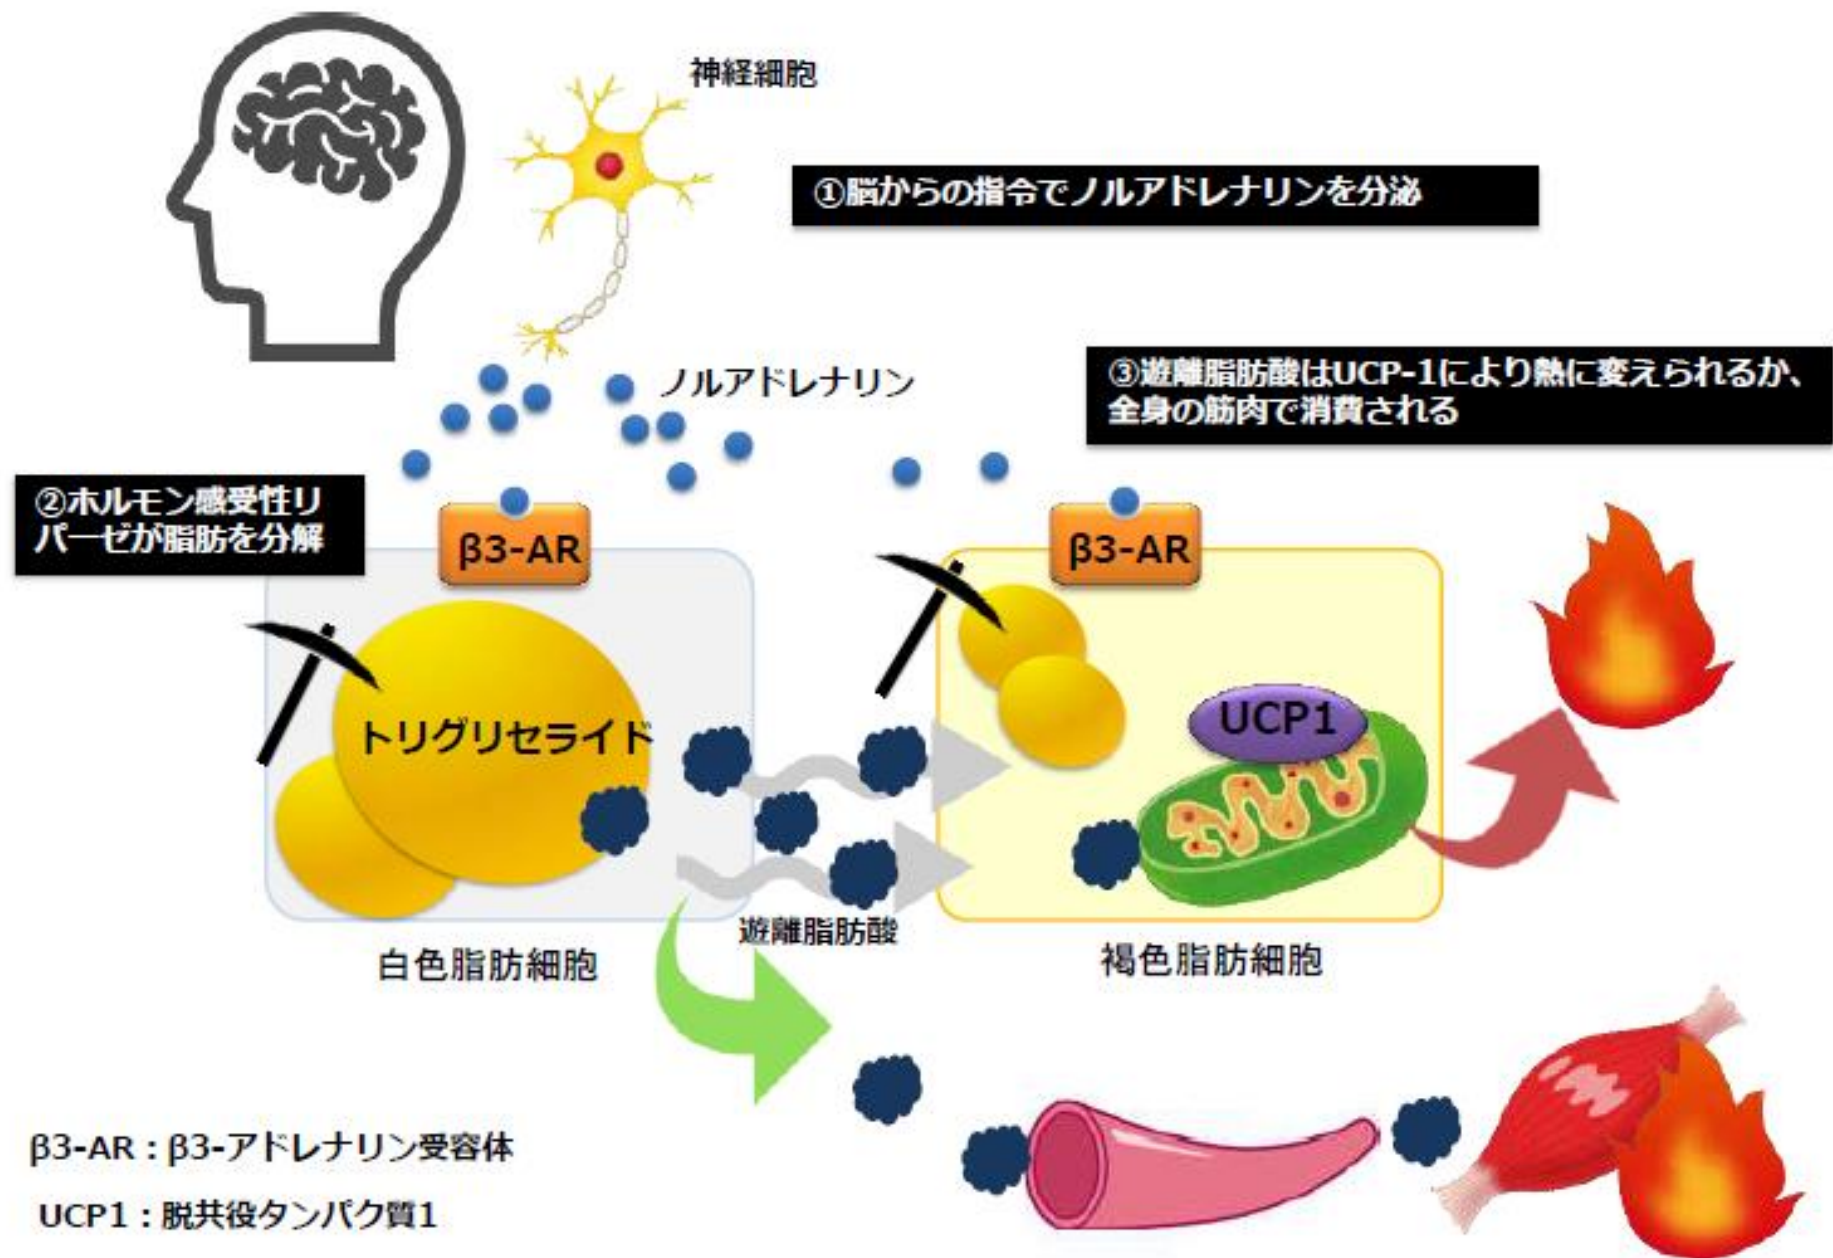 神経細胞
①脳からの指令でノルアドレナリンを分泌
ノルアドレナリン
③遊離脂肪酸はUCP-1により熱に変えられるか、
全身の筋肉で消費される
②ホルモン感受性リ
パーゼが脂肪を分解
β3-AR
β3-AR
トリグリセライド
UCP1
遊離脂肪酸
白色脂肪細胞
褐色脂肪細胞
β3-AR：β3-アドレナリン受容体
UCP1：脱共役タンパク質1